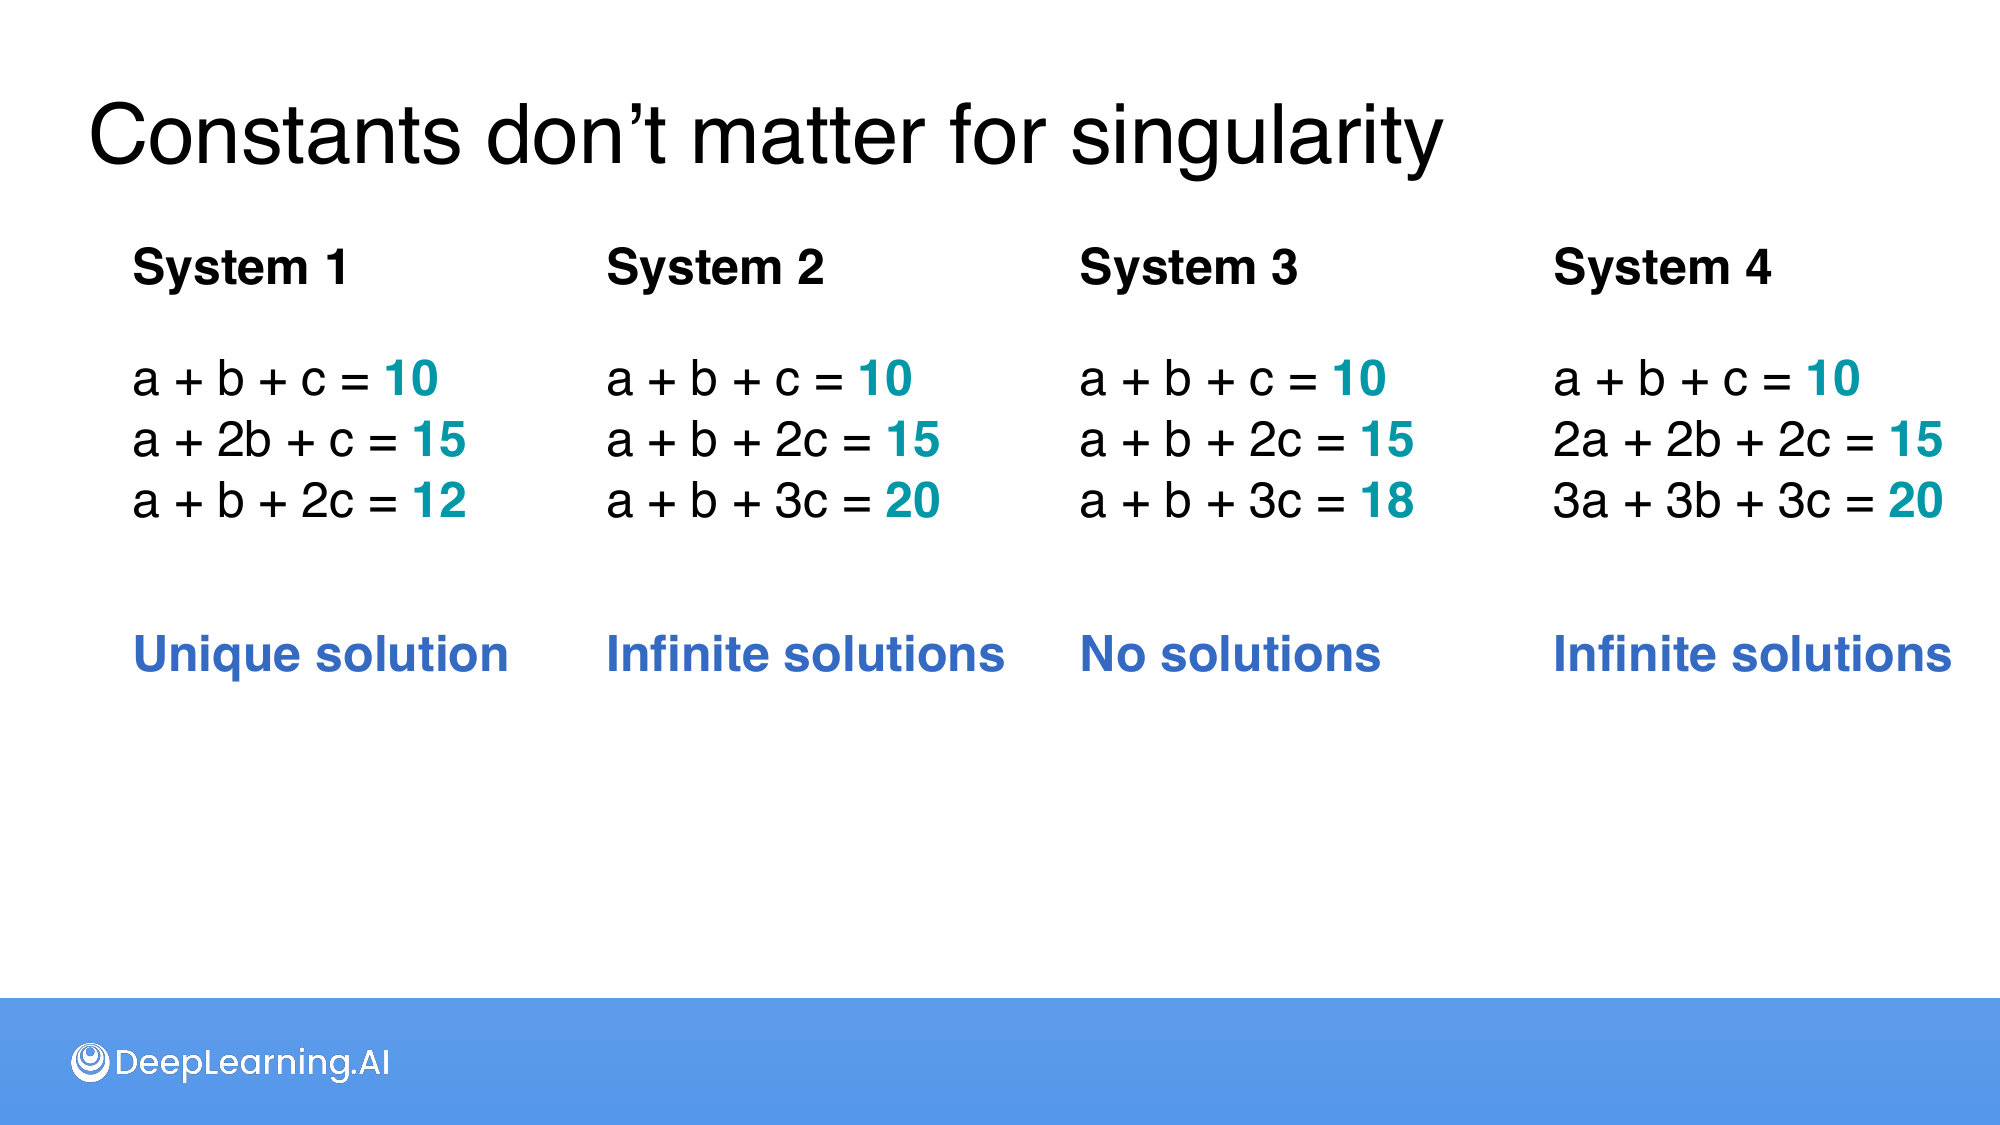 Constants don’t matter for singularity
System 1
a + b + c = 10
a + 2b + c = 15
a + b + 2c = 12
Unique solution
System 2
a + b + c = 10
a + b + 2c = 15
a + b + 3c = 20
Infinite solutions
System 3
a + b + c = 10
a + b + 2c = 15
a + b + 3c = 18
No solutions
System 4
a + b + c = 10
2a + 2b + 2c = 15
3a + 3b + 3c = 20
Infinite solutions
DeepLearning.AI